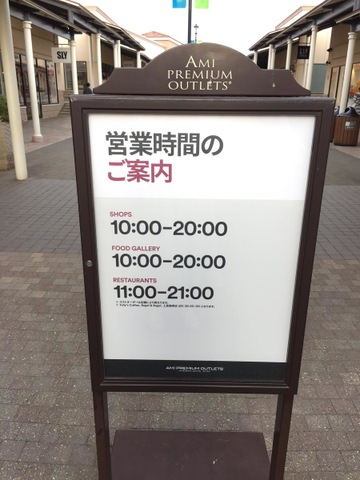 SLY
AMI
PREMIUM
OUTLETS®
営業時間の
ご案内
SHOPS
10:00-20:00
FOOD GALLERY
10:00-20:00
RESTAURANTS
11:00-21:00
AMI PREMIUM OUTLETS